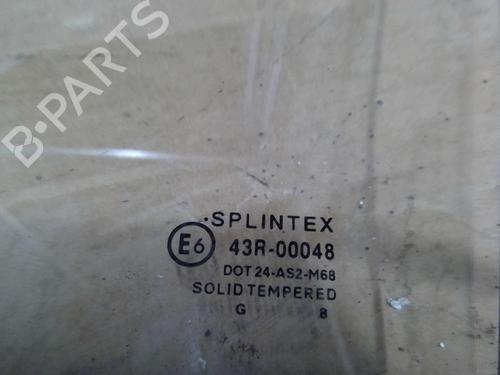 B-PARTS
.SPLINTEX
E6 43R-00048
DOT 24-AS2-M68
SOLID TEMPERED
G 8